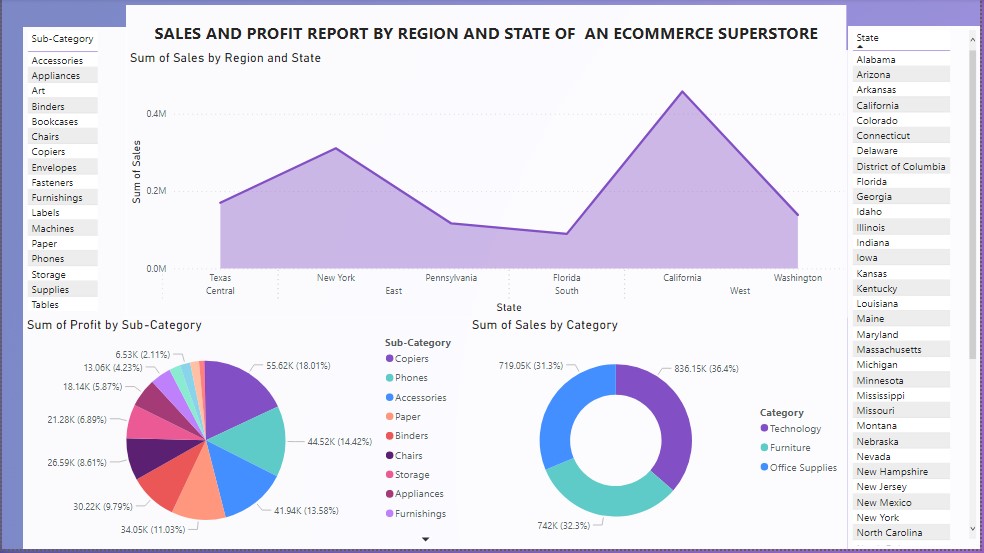 SALES AND PROFIT REPORT BY REGION AND STATE OF AN ECOMMERCE SUPERSTORE
Sub-Category
Accessories
Appliances
Art
Binders
Bookcases
Chairs
Copiers
Envelopes
Fasteners
Furnishings
Labels
Machines
Paper
Phones
Storage
Supplies
Tables
Sum of Sales by Region and State
Sum of Sales
0.4M
0.2M
0.0M
Texas New York Pennsylvania Florida California Washington
Central East South West
State
Sum of Profit by Sub-Category
6.53K (2.11%)
13.06K (4.23%)
18.14K (5.87%)
21.28K (6.89%)
26.59K (8.61%)
30.22K (9.79%)
34.05K (11.03%)
55.62K (18.01%)
44.52K (14.42%)
41.94K (13.58%)
Sub-Category
Copiers
Phones
Accessories
Paper
Binders
Chairs
Storage
Appliances
Furnishings
Sum of Sales by Category
719.05K (31.3%)
836.15K (36.4%)
742K (32.3%)
Category
Technology
Furniture
Office Supplies
State
Alabama
Arizona
Arkansas
California
Colorado
Connecticut
Delaware
District of Columbia
Florida
Georgia
Idaho
Illinois
Indiana
Iowa
Kansas
Kentucky
Louisiana
Maine
Maryland
Massachusetts
Michigan
Minnesota
Mississippi
Missouri
Montana
Nebraska
Nevada
New Hampshire
New Jersey
New Mexico
New York
North Carolina